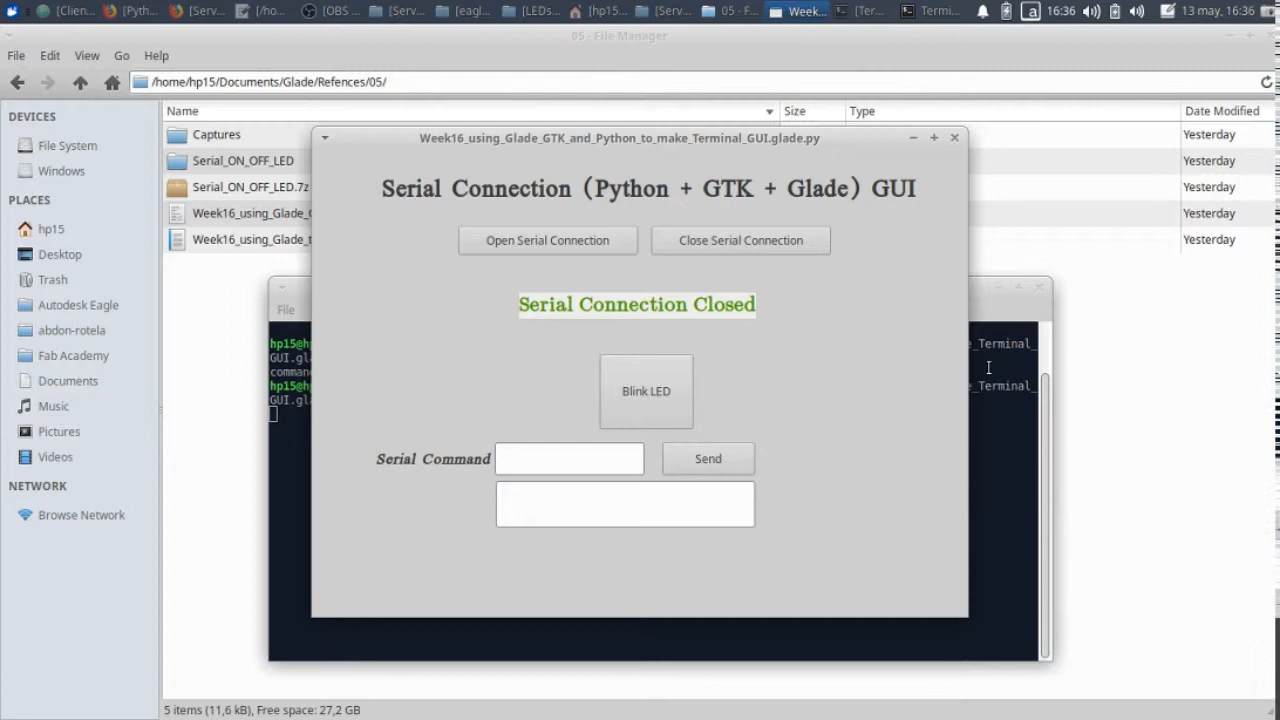 [Clien...
[Pyth...
[Serv...
[/ho...
[OBS ...
[Serv...
[eagl...
[LEDs...
[hp15...
[Serv...
05 - F...
Week...
[Ter...
Termi...
16:36
13 may, 16:36
05 - File Manager
File Edit View Go Help
/home/hp15/Documents/Glade/Refences/05/
DEVICES
File System
Windows
PLACES
hp15
Desktop
Trash
Autodesk Eagle
abdon-rotela
Fab Academy
Documents
Music
Pictures
Videos
NETWORK
Browse Network
Name Size Type Date Modified
Captures Yesterday
Serial_ON_OFF_LED Yesterday
Serial_ON_OFF_LED.7z Yesterday
Week16_using_Glade_ Yesterday
Week16_using_Glade_t Yesterday
Week16_using_Glade_GTK_and_Python_to_make_Terminal_GUI.glade.py
Serial Connection (Python + GTK + Glade) GUI
Open Serial Connection
Close Serial Connection
Serial Connection Closed
Blink LED
Serial Command
Send
File
hp15@h e_Terminal_
GUI.gl
comman
hp15@h e_Terminal_
GUI.gl
5 items (11,6 kB), Free space: 27,2 GB